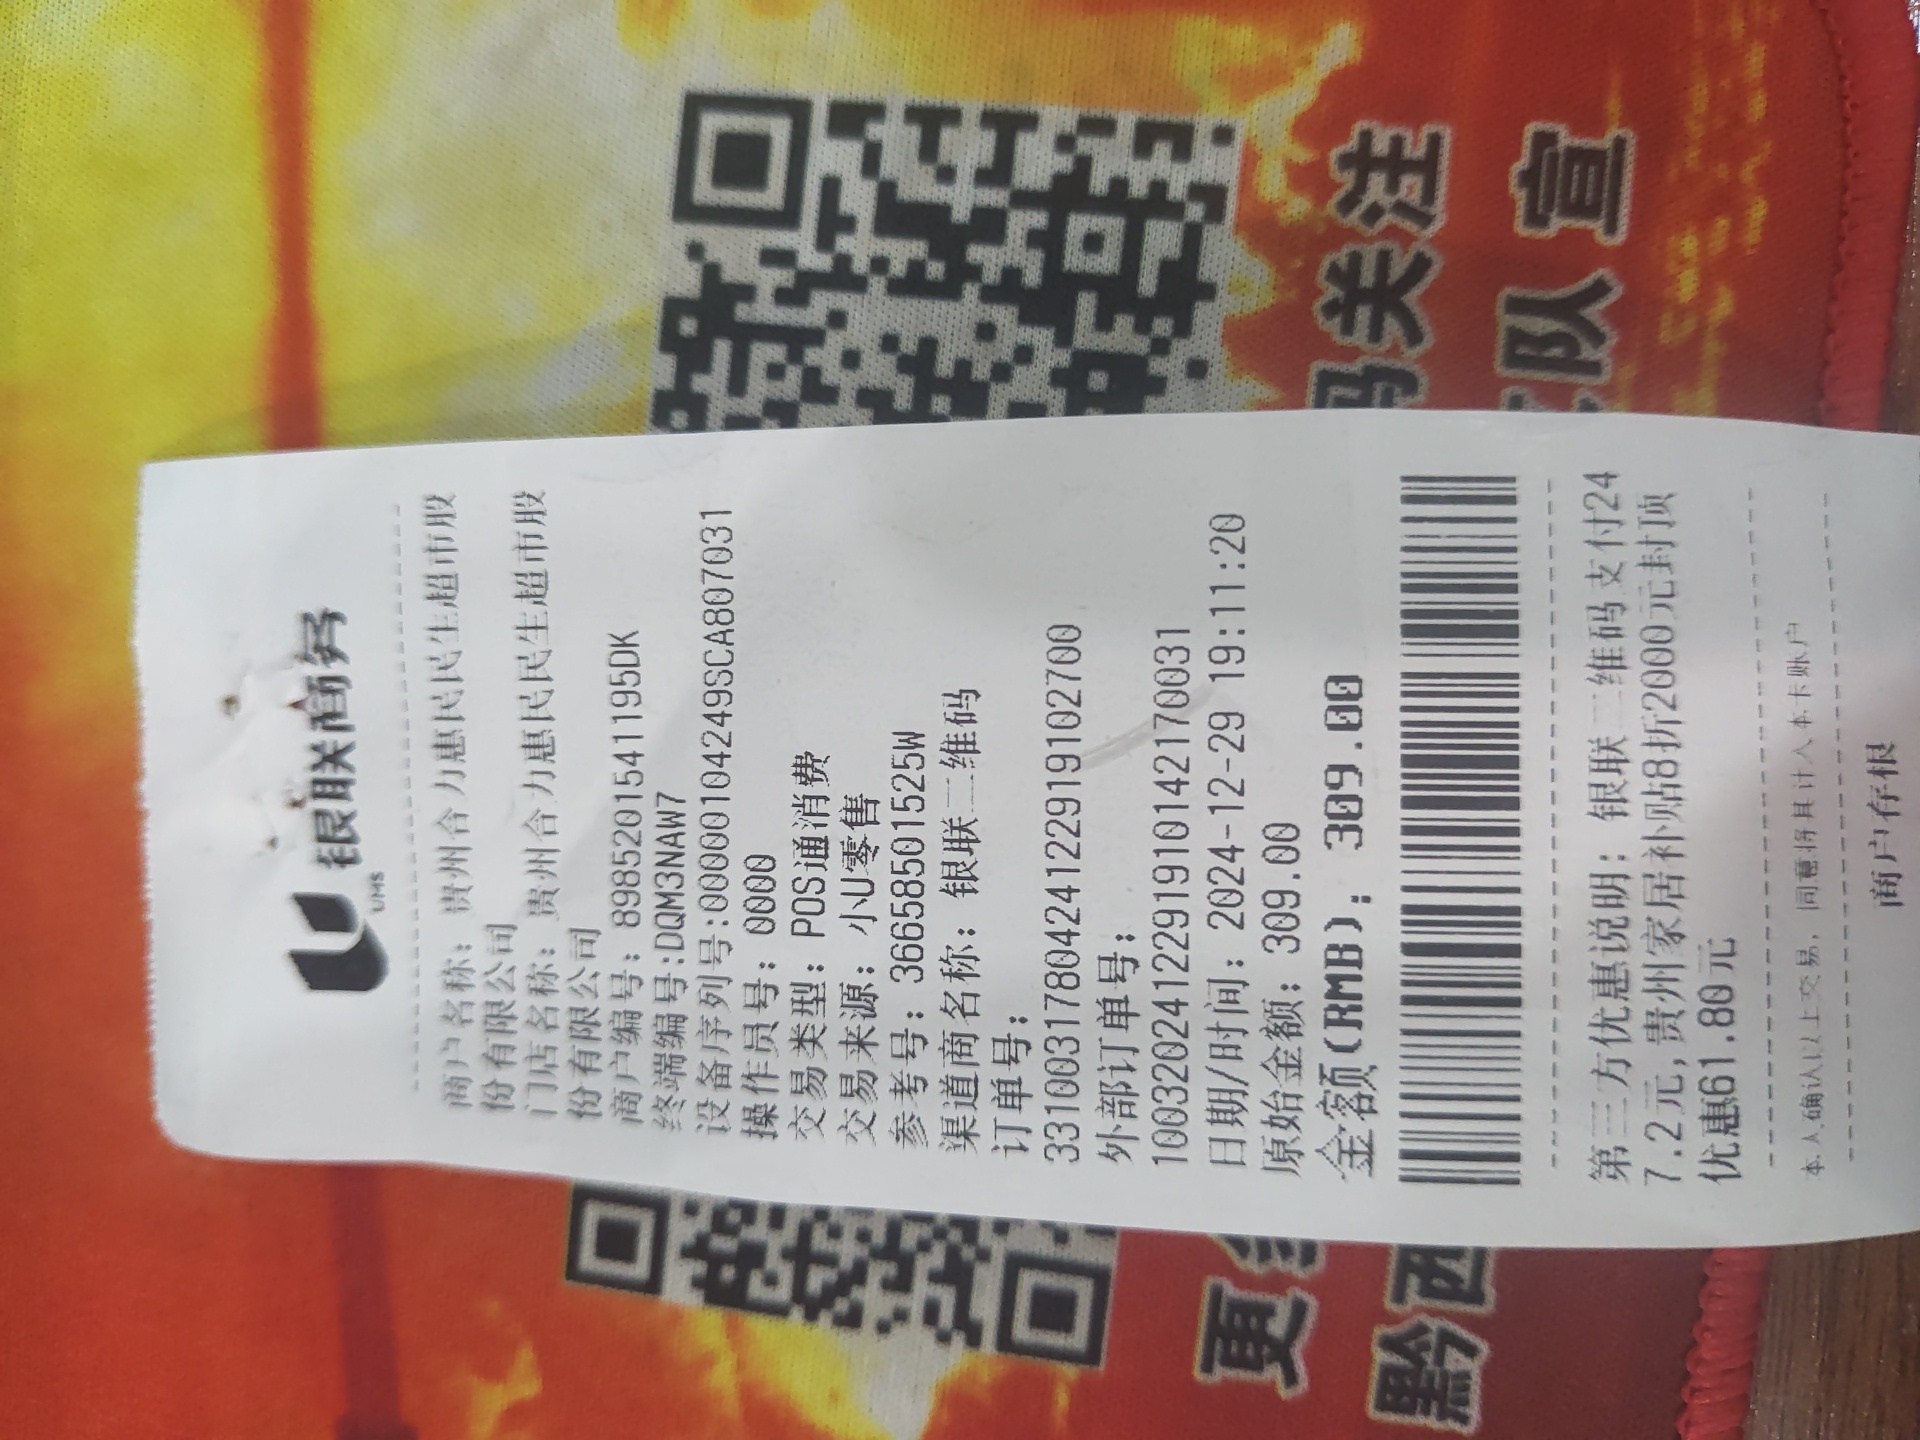 银联商务
UMS
商户名称: 贵州合力惠民民生超市股
份有限公司
门店名称: 贵州合力惠民民生超市股
份有限公司
商户编号: 8985201541195DK
终端编号:DQM3NAW7
设备序列号:00000104249SCA807031
操作员号: 0000
交易类型: POS通消费
交易来源: 小U零售
参考号: 36658501525W
渠道商名称: 银联二维码
订单号:
33100317804241229191027​00
外部订单号:
10032024122919101421700​31
日期/时间: 2024-12-29 19:11:20
原始金额: 309.00
金额(RMB): 309.00
第三方优惠说明: 银联二维码支付24
7.2元,贵州家居补贴8折2000元封顶
优惠61.80元
本人确认以上交易, 同意将其计入本卡账户
商户存根
更
码关注
黔西
队 宣